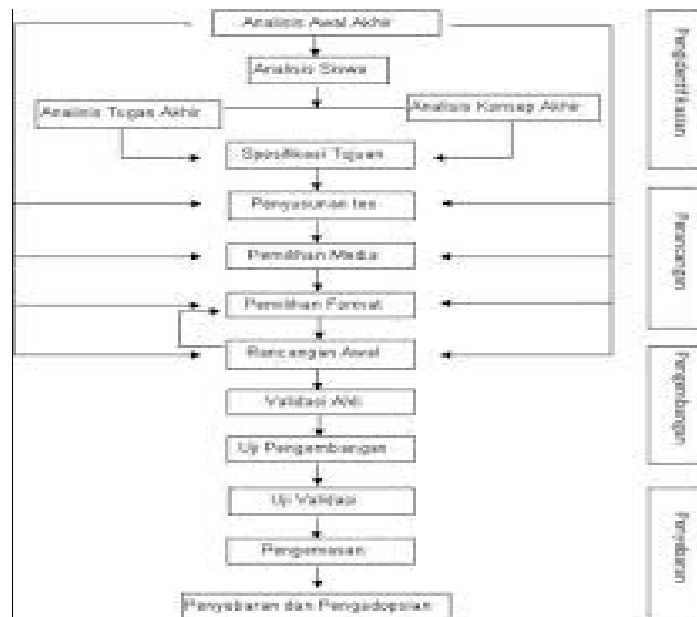 Analisis Awal Akhir
Analisis Siswa
Analisis Tugas Akhir
Analisis Konsep Akhir
Spesifikasi Tujuan
Penyusunan tes
Pemilihan Media
Pemilihan Format
Rancangan Awal
Validasi Ahli
Uji Pengembangan
Uji Validasi
Pengemasan
Penyebaran dan Pengadopsian
Pendefinisian
Perancangan
Pengembangan
Penyebaran